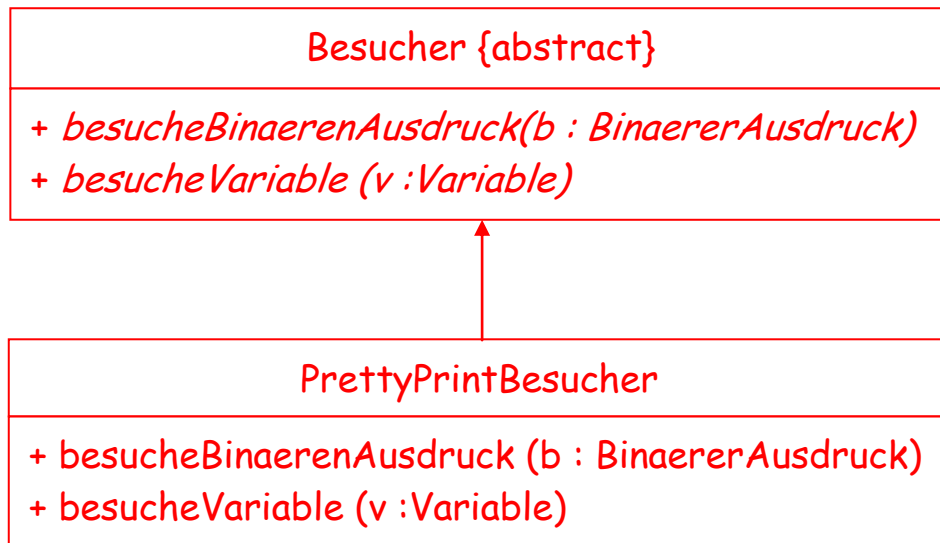 Besucher {abstract}
+ besucheBinaerenAusdruck(b : BinaererAusdruck)
+ besucheVariable (v :Variable)
PrettyPrintBesucher
+ besucheBinaerenAusdruck (b : BinaererAusdruck)
+ besucheVariable (v :Variable)